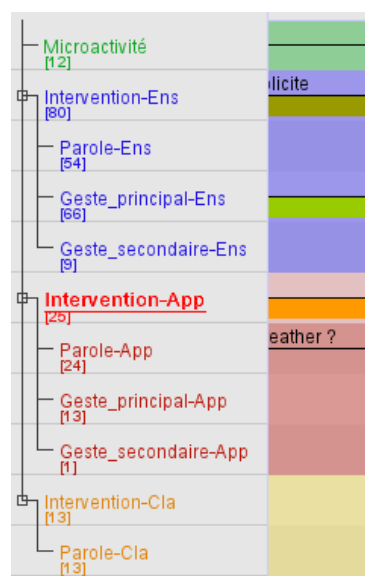 Microactivité
[12]
licite
Intervention-Ens
[80]
Parole-Ens
[54]
Geste_principal-Ens
[66]
Geste_secondaire-Ens
[9]
Intervention-App
[25]
eather ?
Parole-App
[24]
Geste_principal-App
[13]
Geste_secondaire-App
[1]
Intervention-Cla
[13]
Parole-Cla
[13]